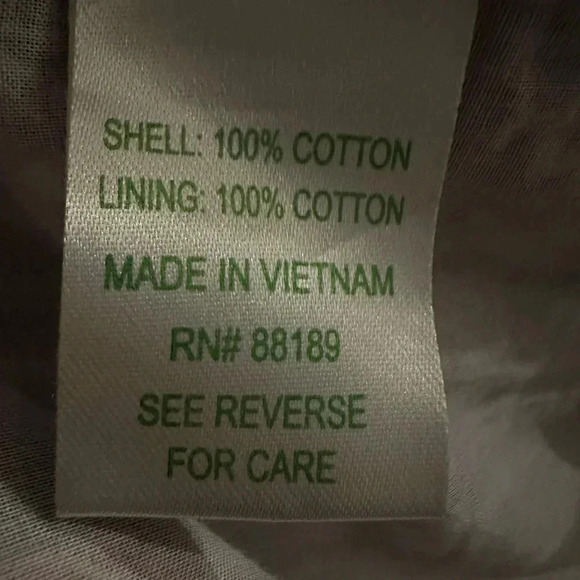 SHELL: 100% COTTON
LINING: 100% COTTON
MADE IN VIETNAM
RN# 88189
SEE REVERSE
FOR CARE